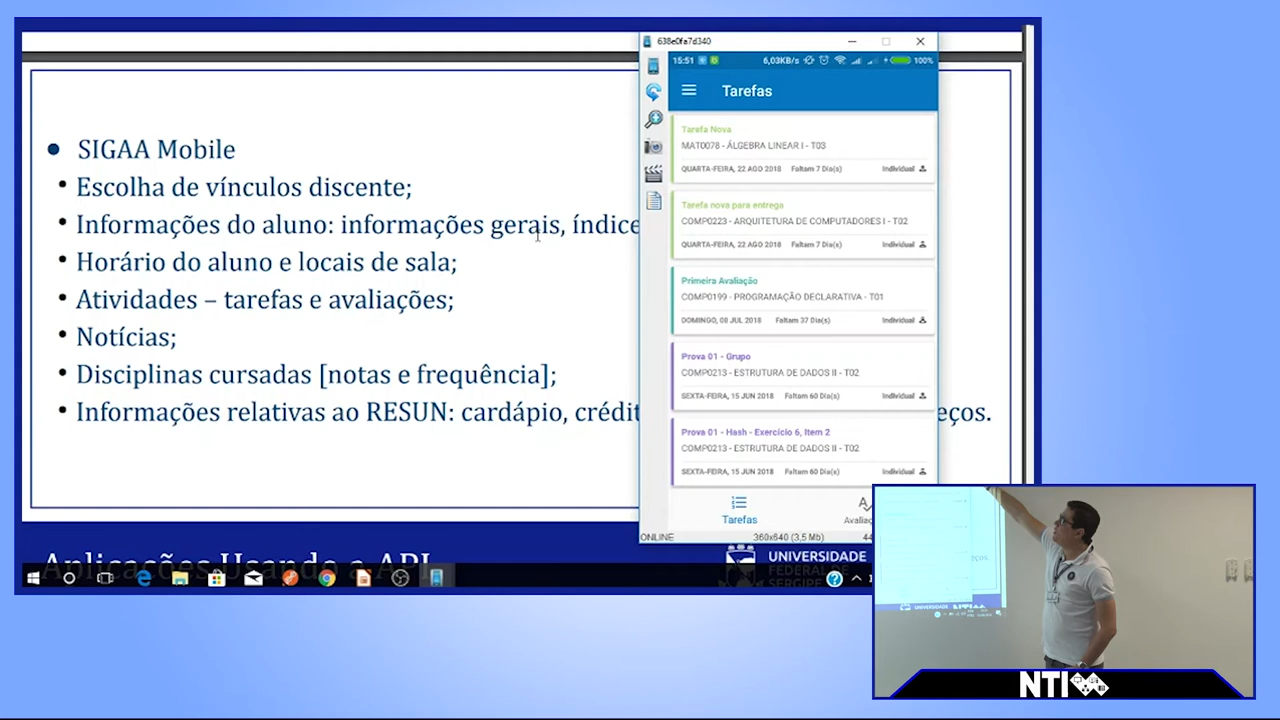 ● SIGAA Mobile
• Escolha de vínculos discente;
• Informações do aluno: informações gerais, índice
• Horário do aluno e locais de sala;
• Atividades – tarefas e avaliações;
• Notícias;
• Disciplinas cursadas [notas e frequência];
• Informações relativas ao RESUN: cardápio, crédit
eços.
Aplicações Usando a API
638e0fa7d340
15:51 6,03KB/s 100%
Tarefas
Tarefa Nova
MAT0078 - ÁLGEBRA LINEAR I - T03
QUARTA-FEIRA, 22 AGO 2018 Faltam 7 Dia(s) Individual
Tarefa nova para entrega
COMP0223 - ARQUITETURA DE COMPUTADORES I - T02
QUARTA-FEIRA, 22 AGO 2018 Faltam 7 Dia(s) Individual
Primeira Avaliação
COMP0199 - PROGRAMAÇÃO DECLARATIVA - T01
DOMINGO, 08 JUL 2018 Faltam 37 Dia(s) Individual
Prova 01 - Grupo
COMP0213 - ESTRUTURA DE DADOS II - T02
SEXTA-FEIRA, 15 JUN 2018 Faltam 60 Dia(s) Individual
Prova 01 - Hash - Exercício 6, Item 2
COMP0213 - ESTRUTURA DE DADOS II - T02
SEXTA-FEIRA, 15 JUN 2018 Faltam 60 Dia(s) Individual
Tarefas Avaliaç
ONLINE 360x640 (3,5 Mb) 44
UNIVERSIDADE
FEDERAL DE
SERGIPE
eços.
UNIVERSIDADE NTI
NTI